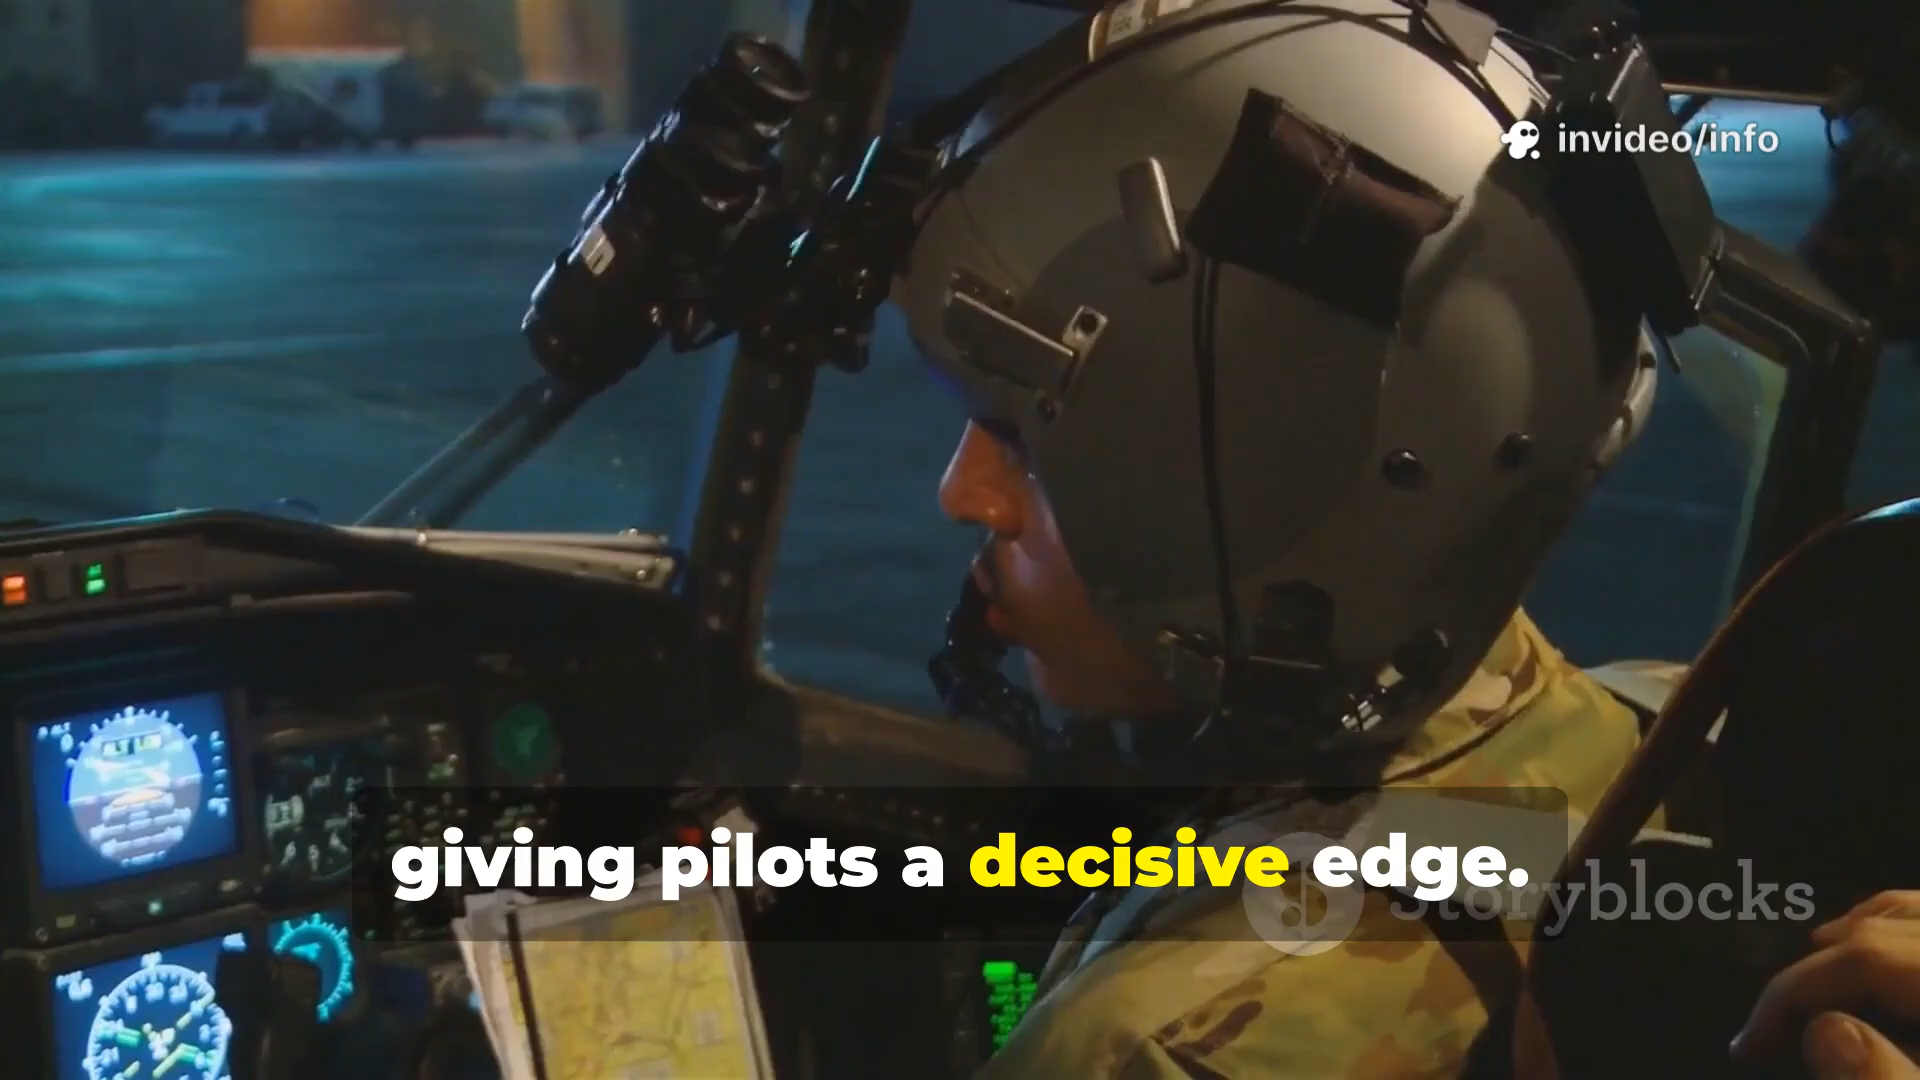 invideo/info
giving pilots a decisive edge.
Storyblocks